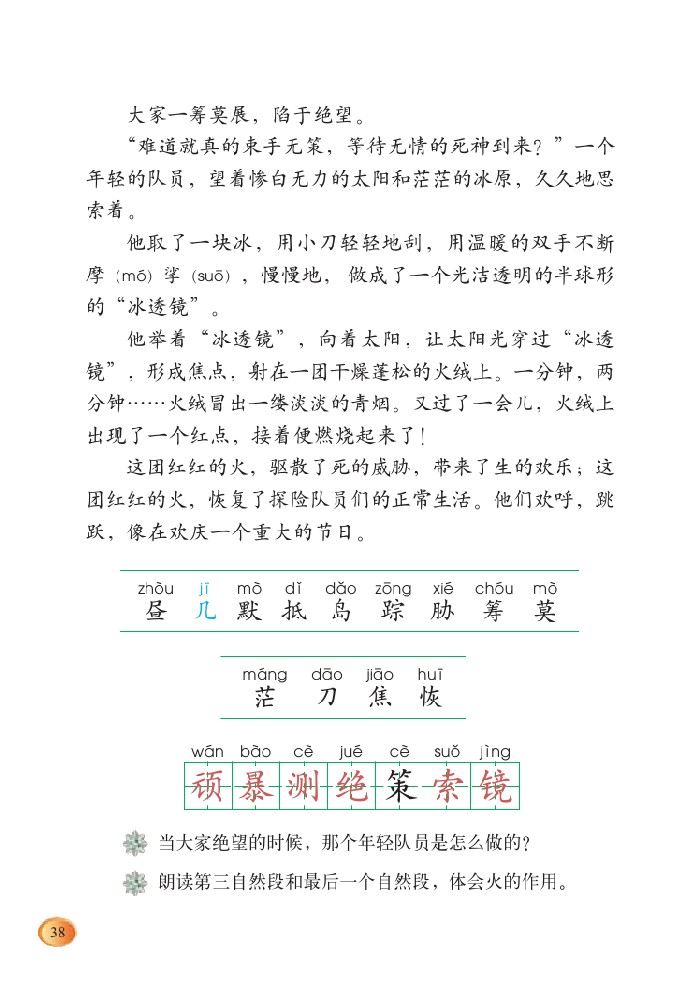 大家一筹莫展，陷于绝望。
“难道就真的束手无策，等待无情的死神到来？”一个
年轻的队员，望着惨白无力的太阳和茫茫的冰原，久久地思
索着。
他取了一块冰，用小刀轻轻地刮，用温暖的双手不断
摩（mó）挲（suō），慢慢地， 做成了一个光洁透明的半球形
的“冰透镜”。
他举着“冰透镜”，向着太阳，让太阳光穿过“冰透
镜”，形成焦点，射在一团干燥蓬松的火绒上。一分钟，两
分钟……火绒冒出一缕淡淡的青烟。又过了一会儿，火绒上
出现了一个红点，接着便燃烧起来了！
这团红红的火，驱散了死的威胁，带来了生的欢乐；这
团红红的火，恢复了探险队员们的正常生活。他们欢呼，跳
跃，像在欢庆一个重大的节日。
zhòu jī mò dǐ dǎo zōng xié chóu mò
昼 几 默 抵 岛 踪 胁 筹 莫
máng dāo jiāo huī
茫 刀 焦 恢
wán bào cè jué cè suǒ jìng
顽 暴 测 绝 策 索 镜
当大家绝望的时候，那个年轻队员是怎么做的？
朗读第三自然段和最后一个自然段，体会火的作用。
38